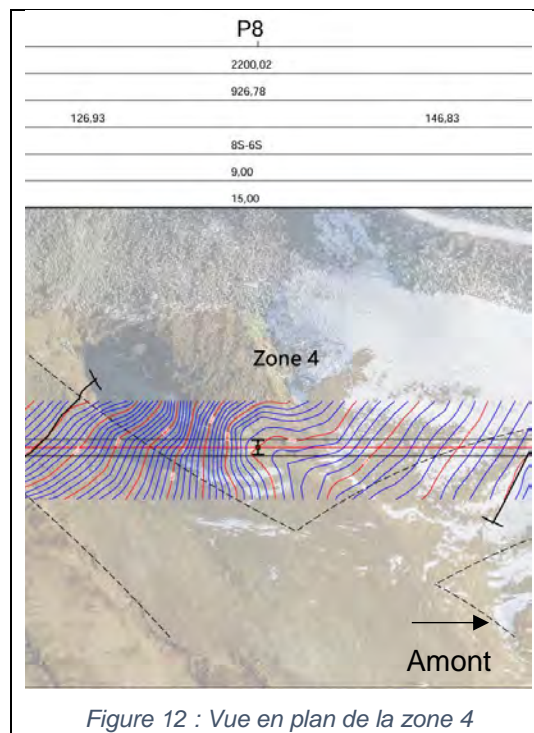 P8
2200,02
926,78
126,93 146,83
8S-6S
9,00
15,00
Zone 4
Amont
Figure 12 : Vue en plan de la zone 4